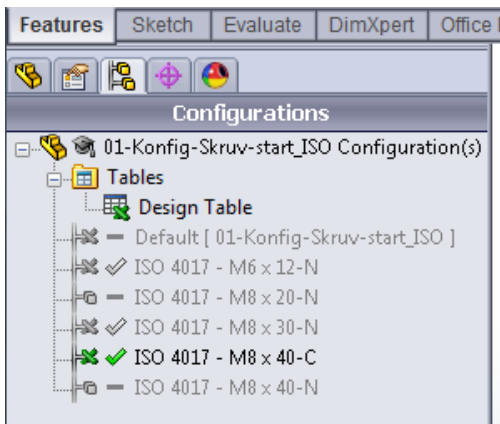 Features Sketch Evaluate DimXpert Office
Configurations
01-Konfig-Skruv-start_ISO Configuration(s)
Tables
Design Table
Default [ 01-Konfig-Skruv-start_ISO ]
ISO 4017 - M6 x 12-N
ISO 4017 - M8 x 20-N
ISO 4017 - M8 x 30-N
ISO 4017 - M8 x 40-C
ISO 4017 - M8 x 40-N